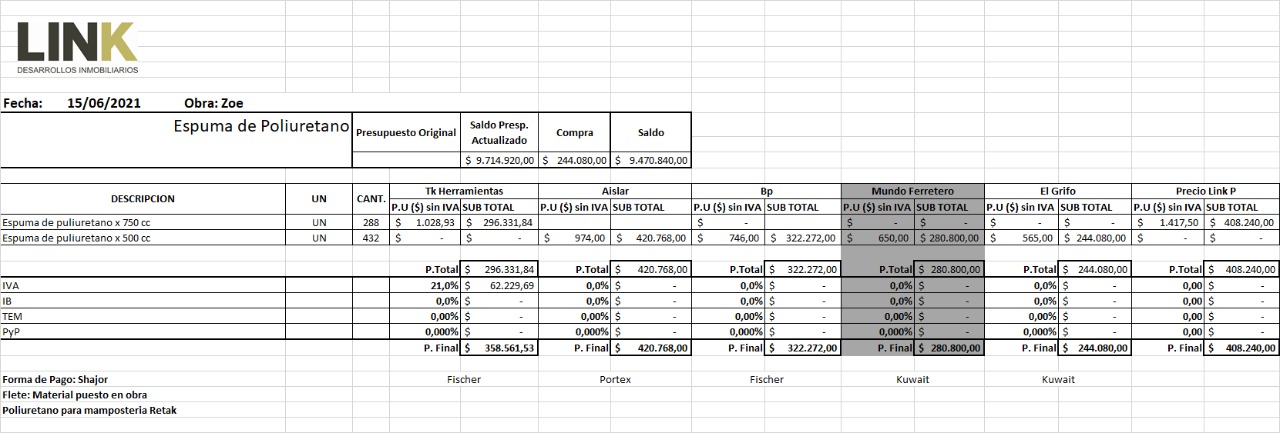 LINK
DESARROLLOS INMOBILIARIOS
Fecha: 15/06/2021 Obra: Zoe
Espuma de Poliuretano Presupuesto Original Saldo Presp. Actualizado Compra Saldo
$ 9.714.920,00 $ 244.080,00 $ 9.470.840,00
DESCRIPCION UN CANT. Tk Herramientas Aislar Bp Mundo Ferretero El Grifo Precio Link P
P.U ($) sin IVA SUB TOTAL P.U ($) sin IVA SUB TOTAL P.U ($) sin IVA SUB TOTAL P.U ($) sin IVA SUB TOTAL P.U ($) sin IVA SUB TOTAL P.U ($) sin IVA SUB TOTAL
Espuma de puliuretano x 750 cc UN 288 $ 1.028,93 $ 296.331,84 $ - $ - $ - $ - $ - $ 1.417,50 $ 408.240,00
Espuma de puliuretano x 500 cc UN 432 $ - $ - $ 974,00 $ 420.768,00 $ 746,00 $ 322.272,00 $ 650,00 $ 280.800,00 $ 565,00 $ 244.080,00 $ - $ -
P.Total $ 296.331,84 P.Total $ 420.768,00 P.Total $ 322.272,00 P.Total $ 280.800,00 P.Total $ 244.080,00 P.Total $ 408.240,00
IVA 21,0% $ 62.229,69 0,0% $ - 0,0% $ - 0,0% $ - 0,0% $ - 0,00 $ -
IB 0,0% $ - 0,0% $ - 0,0% $ - 0,0% $ - 0,0% $ - 0,00 $ -
TEM 0,00% $ - 0,00% $ - 0,00% $ - 0,00% $ - 0,00% $ - 0,00 $ -
PyP 0,000% $ - 0,000% $ - 0,000% $ - 0,000% $ - 0,000% $ - 0,00 $ -
P. Final $ 358.561,53 P. Final $ 420.768,00 P. Final $ 322.272,00 P. Final $ 280.800,00 P. Final $ 244.080,00 P. Final $ 408.240,00
Forma de Pago: Shajor Fischer Portex Fischer Kuwait Kuwait
Flete: Material puesto en obra
Poliuretano para mamposteria Retak